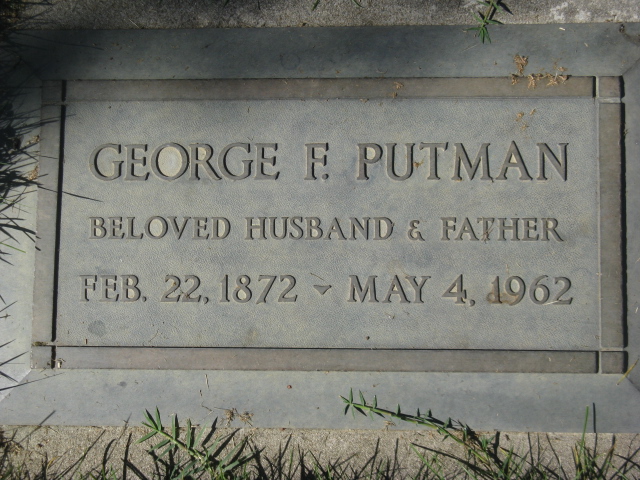 GEORGE F. PUTMAN
BELOVED HUSBAND & FATHER
FEB. 22, 1872 - MAY 4, 1962